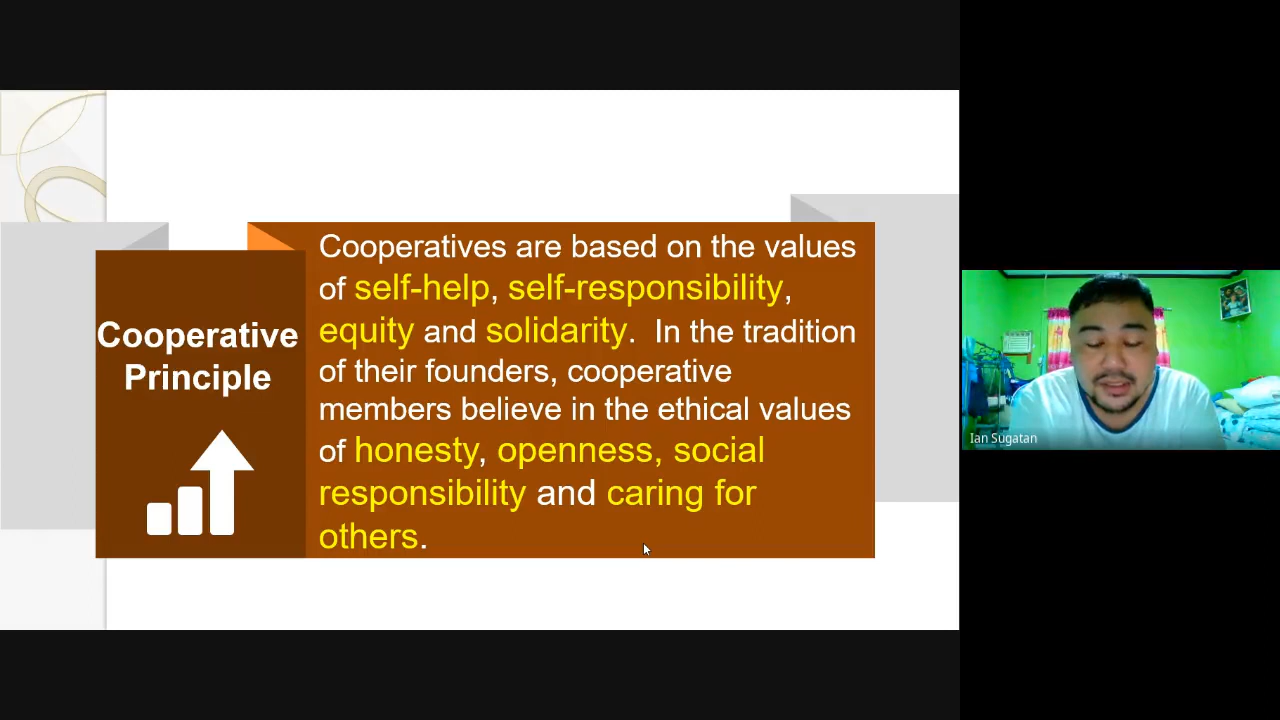 Cooperative
Principle
Cooperatives are based on the values
of self-help, self-responsibility,
equity and solidarity.  In the tradition
of their founders, cooperative
members believe in the ethical values
of honesty, openness, social
responsibility and caring for
others.
Ian Sugatan